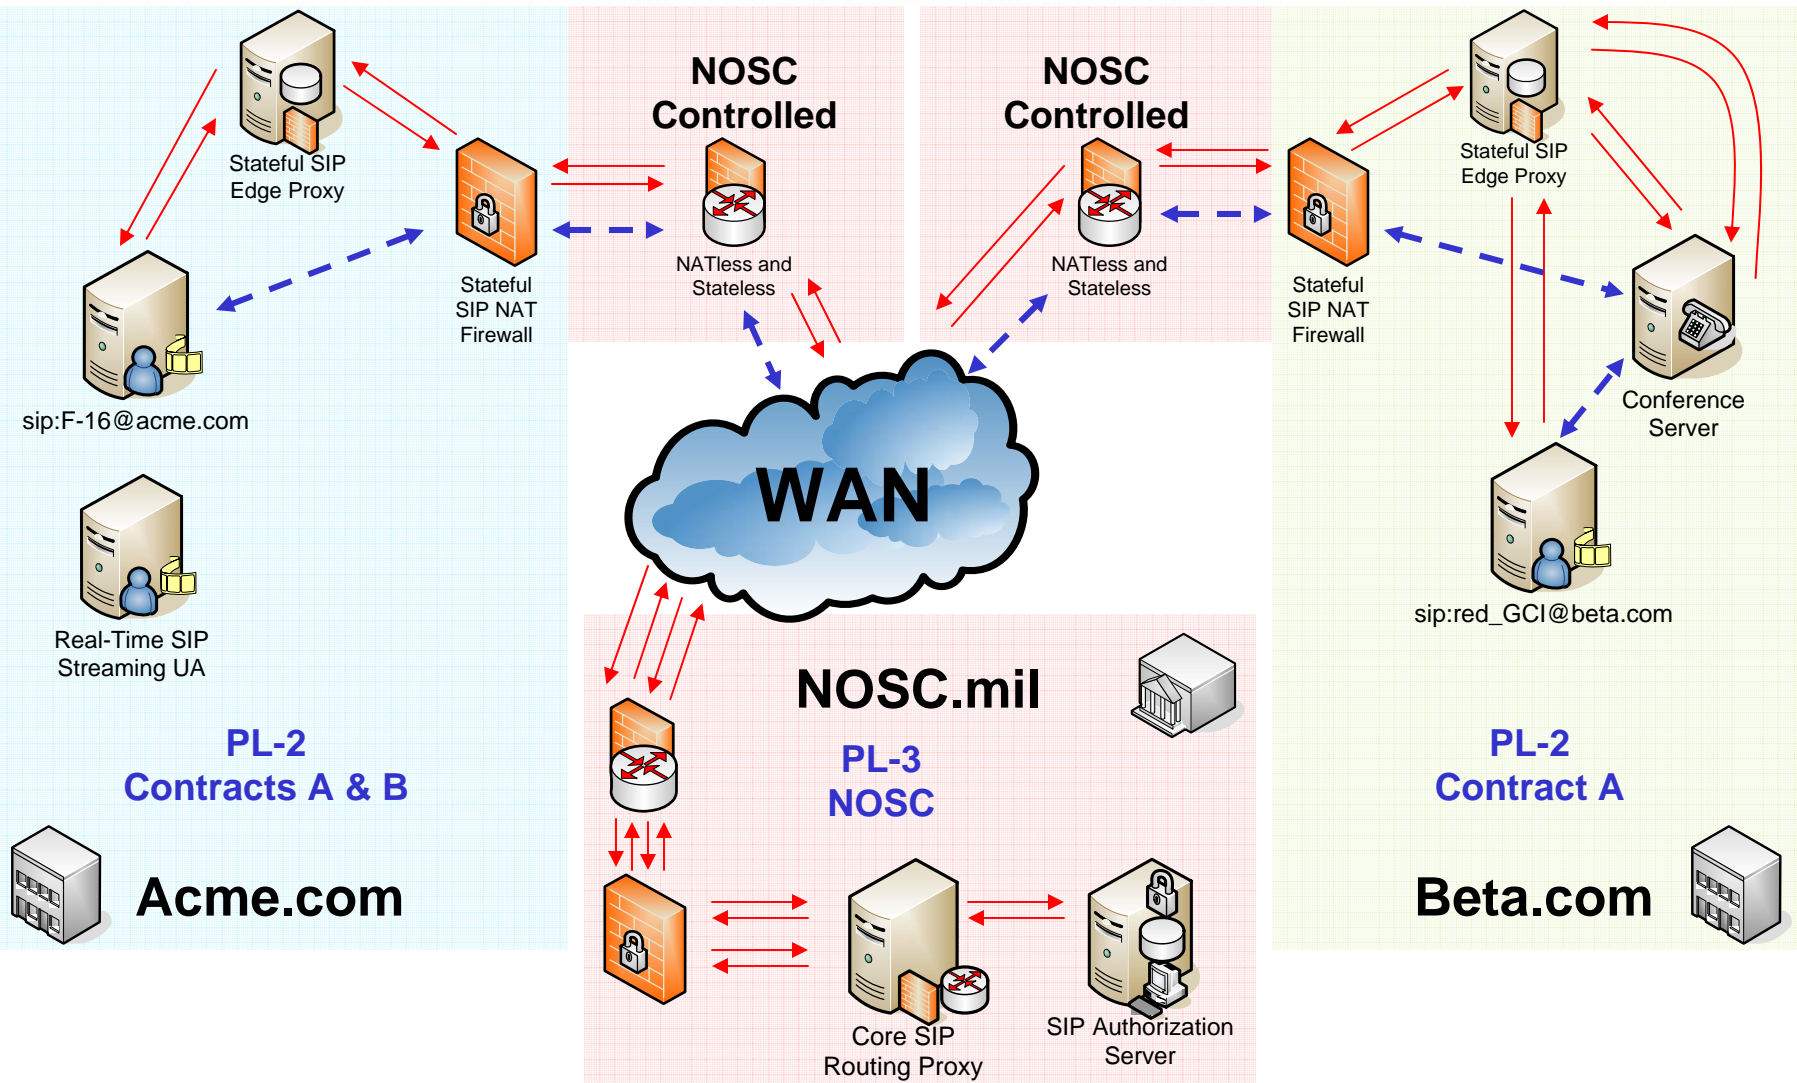 NOSC
Controlled
NOSC
Controlled
Stateful SIP
Edge Proxy
Stateful SIP
Edge Proxy
NATless and
Stateless
NATless and
Stateless
Stateful
SIP NAT
Firewall
Stateful
SIP NAT
Firewall
sip:F-16@acme.com
Conference
Server
WAN
Real-Time SIP
Streaming UA
sip:red_GCI@beta.com
NOSC.mil
PL-2
Contracts A & B
PL-3
NOSC
PL-2
Contract A
Acme.com
Beta.com
Core SIP
Routing Proxy
SIP Authorization
Server